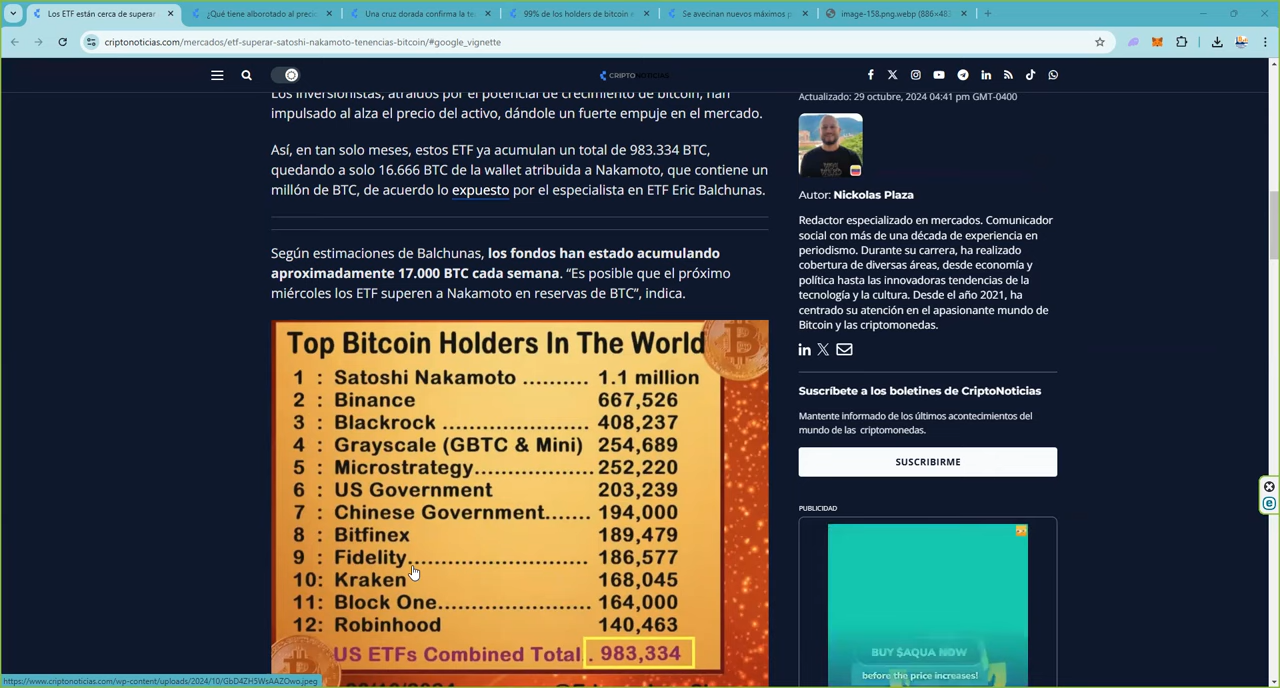 Los ETF están cerca de superar
¿Qué tiene alborotado al prec
Una cruz dorada confirma la te
99% de los holders de bitcoin
Se avecinan nuevos máximos p
image-158.png.webp (886×48
criptonoticias.com/mercados/etf-superar-satoshi-nakamoto-tenencias-bitcoin/#google_vignette
CRIPTONOTICIAS
Los inversionistas, atraídos por el potencial de crecimiento de bitcoin, han
impulsado al alza el precio del activo, dándole un fuerte empuje en el mercado.
Así, en tan solo meses, estos ETF ya acumulan un total de 983.334 BTC,
quedando a solo 16.666 BTC de la wallet atribuida a Nakamoto, que contiene un
millón de BTC, de acuerdo lo expuesto por el especialista en ETF Eric Balchunas.
Según estimaciones de Balchunas, los fondos han estado acumulando
aproximadamente 17.000 BTC cada semana. “Es posible que el próximo
miércoles los ETF superen a Nakamoto en reservas de BTC”, indica.
Top Bitcoin Holders In The World
1 : Satoshi Nakamoto .......... 1.1 million
2 : Binance 667,526
3 : Blackrock ...................... 408,237
4 : Grayscale (GBTC & Mini) 254,689
5 : Microstrategy................. 252,220
6 : US Government 203,239
7 : Chinese Government....... 194,000
8 : Bitfinex 189,479
9 : Fidelity........................... 186,577
10: Kraken 168,045
11: Block One...................... 164,000
12: Robinhood 140,463
US ETFs Combined Total . 983,334
Actualizado: 29 octubre, 2024 04:41 pm GMT-0400
Autor: Nickolas Plaza
Redactor especializado en mercados. Comunicador
social con más de una década de experiencia en
periodismo. Durante su carrera, ha realizado
cobertura de diversas áreas, desde economía y
política hasta las innovadoras tendencias de la
tecnología y la cultura. Desde el año 2021, ha
centrado su atención en el apasionante mundo de
Bitcoin y las criptomonedas.
Suscríbete a los boletines de CriptoNoticias
Mantente informado de los últimos acontecimientos del
mundo de las criptomonedas.
SUSCRIBIRME
PUBLICIDAD
BUY $AQUA NOW
before the price increases!
https://www.criptonoticias.com/wp-content/uploads/2024/10/GbD4ZH5WsAAZOwo.jpeg